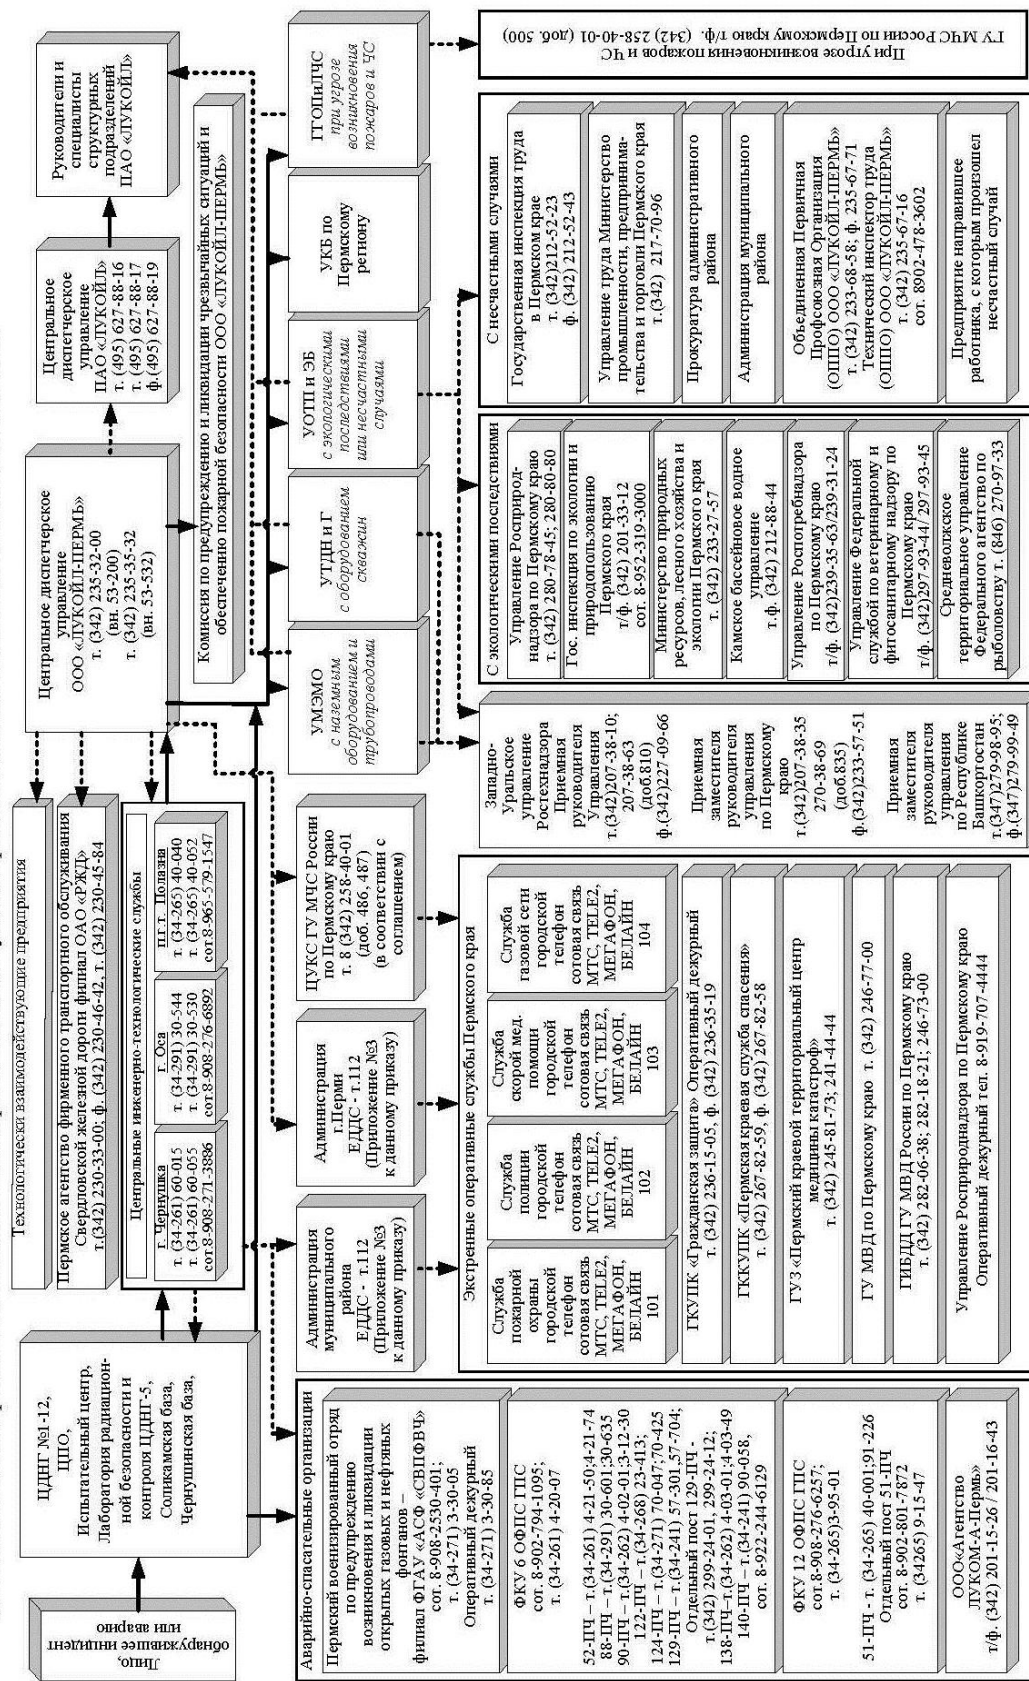 Лицо,
обнаружившее инцидент
или аварию
ЦДНГ №1-12,
ЦПО,
Испытательный центр,
Лаборатория радиацион-
ной безопасности и
контроля ЦДНГ-5,
Соликамская база,
Чернушинская база,
Технологически взаимодействующие предприятия
Пермское агентство фирменного транспортного обслуживания
Свердловской железной дороги филиал ОАО «РЖД»
т.(342) 230-33-00; ф. (342) 230-46-42, т. (342) 230-45-84
Центральные инженерно-технологические службы
г. Чернушка
т. (34-261) 60-015
т. (34-261) 60-055
сот.8-908-271-3886
г. Оса
т. (34-291) 30-544
т. (34-291) 30-530
сот.8-908-276-6892
п.г.т. Полазна
т. (34-265) 40-040
т. (34-265) 40-052
сот.8-965-579-1547
Центральное диспетчерское
управление
ООО «ЛУКОЙЛ-ПЕРМЬ»
т. (342) 235-32-00
(вн. 53-200)
т. (342) 235-35-32
(вн. 53-532)
Центральное
диспетчерское
управление
ПАО «ЛУКОЙЛ»
т. (495) 627-88-16
т. (495) 627-88-17
ф.(495) 627-88-19
Руководители и
специалисты
структурных
подразделений
ПАО «ЛУКОЙЛ»
Комиссия по предупреждению и ликвидации чрезвычайных ситуаций и
обеспечению пожарной безопасности ООО «ЛУКОЙЛ-ПЕРМЬ»
Администрация
муниципального
района
ЕДДС - т.112
(Приложение №3
к данному приказу)
Администрация
г.Перми
ЕДДС - т.112
(Приложение №3
к данному приказу)
ЦУКС ГУ МЧС России
по Пермскому краю
т. 8 (342) 258-40-01
(доб. 486, 487)
(в соответствии с
соглашением)
УМЭМО
с наземным
оборудованием и
трубопроводами
УТДН и Г
с оборудованием
скважин
УОТП и ЭБ
с экологическими
последствиями
или несчастными
случаями
УКБ по
Пермскому
региону
ГГОПиЛЧС
при угрозе
возникновения
пожаров и ЧС
Аварийно-спасательные организации
Пермский военизированный отряд
по предупреждению
возникновения и ликвидации
открытых газовых и нефтяных
фонтанов –
филиал ФГАУ «АСФ «СВПФВЧ»
сот. 8-908-2530-401;
т. (34-271) 3-30-05
Оперативный дежурный
т. (34-271) 3-30-85
ФКУ 6 ОФПС ГПС
сот. 8-902-794-1095;
т. (34-261) 4-20-07
52-ПЧ – т.(34-261) 4-21-50;4-21-74
88-ПЧ – т.(34-291) 30-601;30-635
90-ПЧ – т.(34-262) 4-02-01;3-12-30
122-ПЧ – т.(34-268) 23-413;
124-ПЧ – т.(34-271) 70-047;70-425
129-ПЧ – т.(34-241) 57-301,57-704;
Отдельный пост 129-ПЧ -
т.(342) 299-24-01, 299-24-12;
138-ПЧ–т.(34-262) 4-03-01;4-03-49
140-ПЧ – т.(34-241) 90-058,
сот. 8-922-244-6129
ФКУ 12 ОФПС ГПС
сот.8-908-276-6257;
т. (34-265)3-95-01
51-ПЧ - т. (34-265) 40-001;91-226
Отдельный пост 51-ПЧ
сот. 8-902-801-7872
т. (34265) 9-15-47
ООО«Агентство
ЛУКОМ-А-Пермь»
т/ф. (342) 201-15-26 / 201-16-43
Экстренные оперативные службы Пермского края
Служба
пожарной
охраны
городской
телефон
сотовая связь
МТС, TELE2,
МЕГАФОН,
БЕЛАЙН
101
Служба
полиции
городской
телефон
сотовая связь
МТС, TELE2,
МЕГАФОН,
БЕЛАЙН
102
Служба
скорой мед.
помощи
городской
телефон
сотовая связь
МТС, TELE2,
МЕГАФОН,
БЕЛАЙН
103
Служба
газовой сети
городской
телефон
сотовая связь
МТС, TELE2,
МЕГАФОН,
БЕЛАЙН
104
ГКУПК «Гражданская защита» Оперативный дежурный
т. (342) 236-15-05, ф. (342) 236-35-19
ГККУПК «Пермская краевая служба спасения»
т. (342) 267-82-59, ф. (342) 267-82-58
ГУЗ «Пермский краевой территориальный центр
медицины катастроф»
т. (342) 245-81-73; 241-44-44
ГУ МВД по Пермскому краю т. (342) 246-77-00
ГИБДД ГУ МВД России по Пермскому краю
т. (342) 282-06-38; 282-18-21; 246-73-00
Управление Росприроднадзора по Пермскому краю
Оперативный дежурный тел. 8-919-707-4444
Западно-
Уральское
управление
Ростехнадзора
Приемная
руководителя
Управления
т.(342)207-38-10;
207-38-63
(доб.810)
ф.(342)227-09-66
Приемная
заместителя
руководителя
управления
по Пермскому
краю
т.(342)207-38-35
270-38-69
(доб.835)
ф.(342)233-57-51
Приемная
заместителя
руководителя
управления
по Республике
Башкортостан
т.(347)279-98-95;
ф.(347)279-99-49
С экологическими последствиями
Управление Росприрод-
надзора по Пермскому краю
т. (342) 280-78-45; 280-80-80
Гос. инспекция по экологии и
природопользованию
Пермского края
т/ф. (342) 201-33-12
сот. 8-952-319-3000
Министерство природных
ресурсов, лесного хозяйства и
экологии Пермского края
т. (342) 233-27-57
Камское бассейновое водное
управление
т.ф. (342) 212-88-44
Управление Роспотребнадзора
по Пермскому краю
т/ф. (342)239-35-63/239-31-24
Управление Федеральной
службой по ветеринарному и
фитосанитарному надзору по
Пермскому краю
т/ф. (342)297-93-44/ 297-93-45
Средневолжское
территориальное управление
Федерального агентство по
рыболовству т. (846) 270-97-33
С несчастными случаями
Государственная инспекция труда
в Пермском крае
т. (342)212-52-23
ф. (342) 212-52-43
Управление труда Министерство
промышленности, предпринима-
тельства и торговли Пермского края
т.(342) 217-70-96
Прокуратура административного
района
Администрация муниципального
района
Объединенная Первичная
Профсоюзная Организация
(ОППО) ООО «ЛУКОЙЛ-ПЕРМЬ»
т. (342) 233-68-58; ф. 235-67-71
Технический инспектор труда
(ОППО) ООО «ЛУКОЙЛ-ПЕРМЬ»
т. (342) 235-67-16
сот. 8902-478-3602
Предприятие направившее
работника, с которым произошел
несчастный случай
При угрозе возникновения пожаров и ЧС
ГУ МЧС России по Пермскому краю т/ф. (342) 258-40-01 (доб. 500)